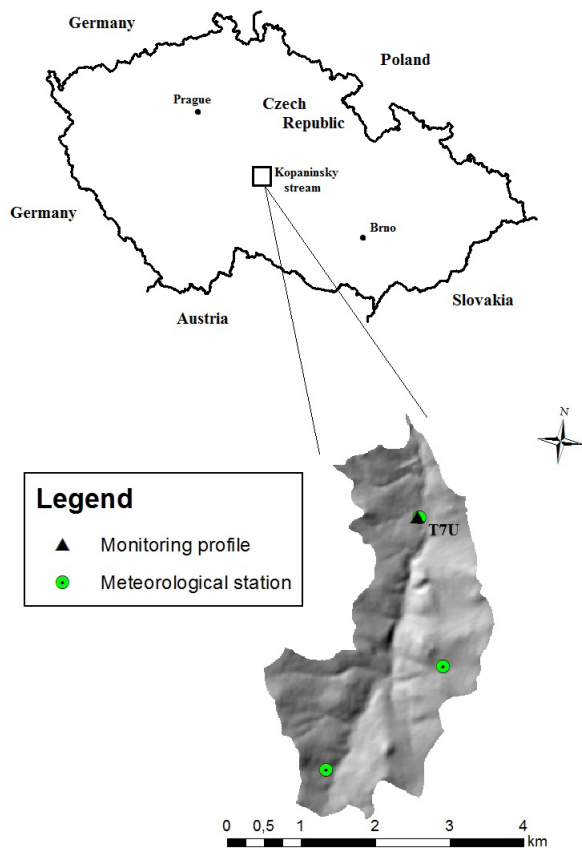 Germany
Poland
Prague
Czech
Republic
Kopaninsky
stream
Germany
Brno
Slovakia
Austria
N
Legend
T7U
Monitoring profile
Meteorological station
0 0,5 1 2 3 4
km